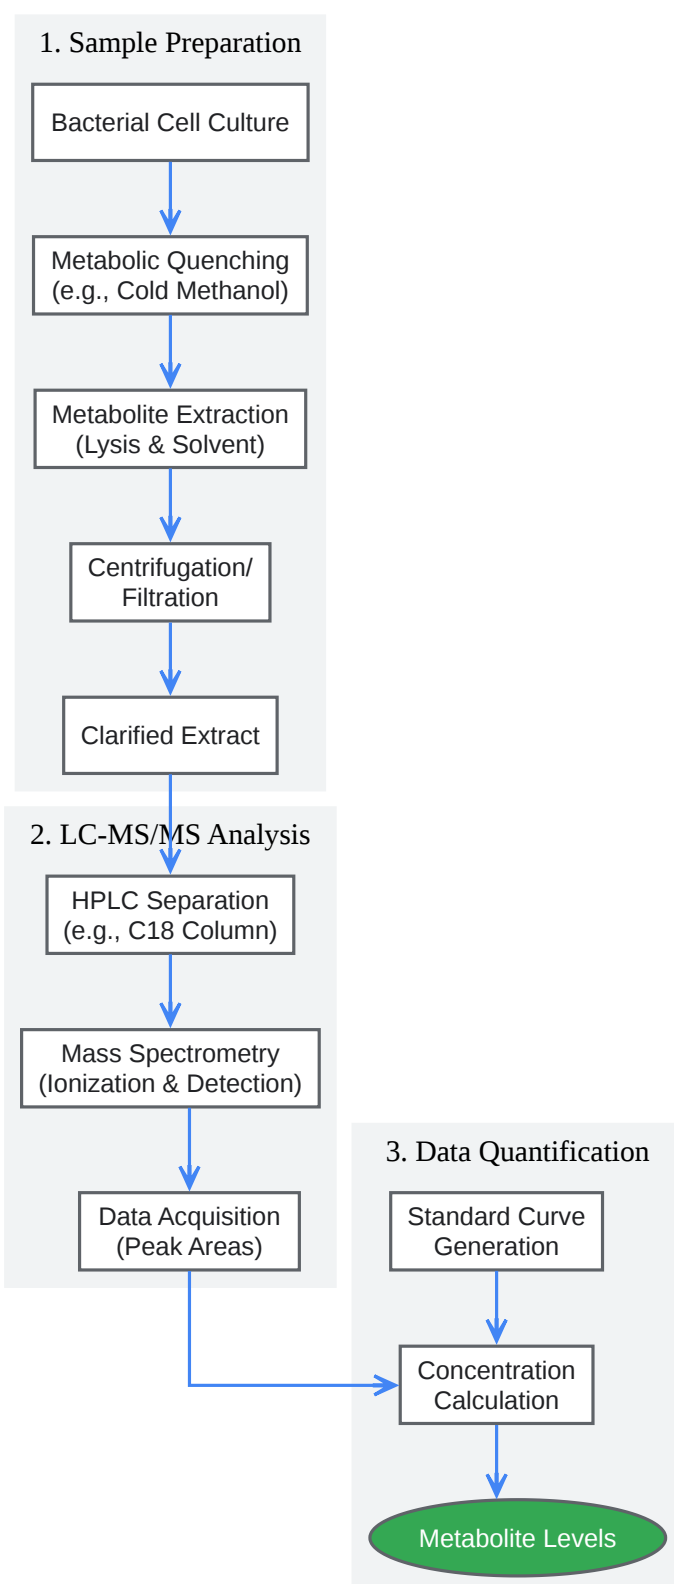 1. Sample Preparation
Bacterial Cell Culture
Metabolic Quenching
(e.g., Cold Methanol)
Metabolite Extraction
(Lysis & Solvent)
Centrifugation/
Filtration
Clarified Extract
2. LC-MS/MS Analysis
HPLC Separation
(e.g., C18 Column)
Mass Spectrometry
(Ionization & Detection)
Data Acquisition
(Peak Areas)
3. Data Quantification
Standard Curve
Generation
Concentration
Calculation
Metabolite Levels